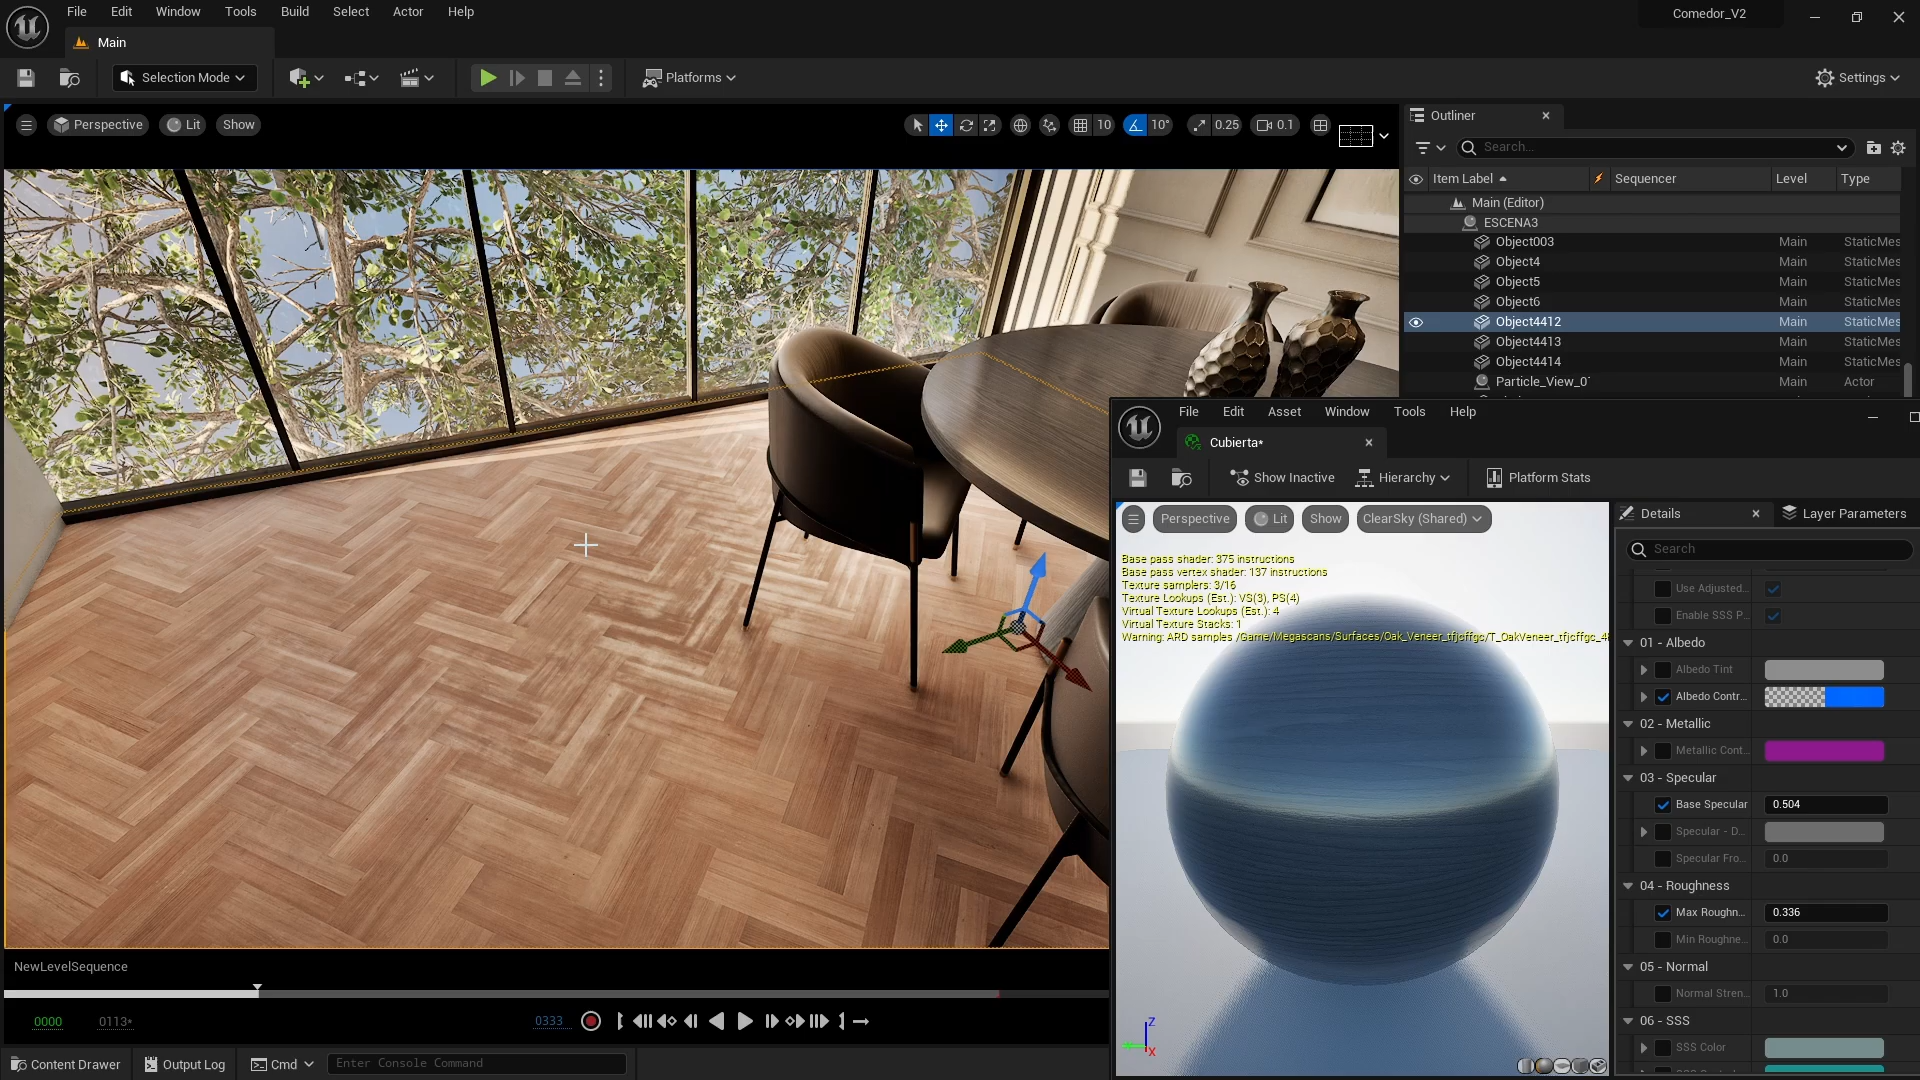 File Edit Window Tools Build Select Actor Help
Comedor_V2
Main
Selection Mode
Platforms
Settings
Perspective
Lit
Show
10
10°
0.25
0.1
Outliner
Search...
Item Label
Sequencer
Level
Type
Main (Editor)
ESCENA3
Object003 Main StaticMes
Object4 Main StaticMes
Object5 Main StaticMes
Object6 Main StaticMes
Object4412 Main StaticMes
Object4413 Main StaticMes
Object4414 Main StaticMes
Particle_View_0 Main Actor
File Edit Asset Window Tools Help
Cubierta*
Show Inactive
Hierarchy
Platform Stats
Perspective
Lit
Show
ClearSky (Shared)
Base pass shader: 375 instructions
Base pass vertex shader: 137 instructions
Texture samplers: 3/16
Texture Lookups (Est.): VS(3), PS(4)
Virtual Texture Lookups (Est.): 4
Virtual Texture Stacks: 1
Warning: ARD samples /Game/Megascans/Surfaces/Oak_Veneer_tfjcffgc/T_OakVeneer_tfjcffgc_4
Z
X
Details
Layer Parameters
Search
Use Adjusted...
Enable SSS P...
01 - Albedo
Albedo Tint
Albedo Contr...
02 - Metallic
Metallic Cont...
03 - Specular
Base Specular 0.504
Specular - D...
Specular Fro... 0.0
04 - Roughness
Max Roughn... 0.336
Min Roughne... 0.0
05 - Normal
Normal Stren... 1.0
06 - SSS
SSS Color
NewLevelSequence
0000
0113*
0333
Content Drawer
Output Log
Cmd
Enter Console Command